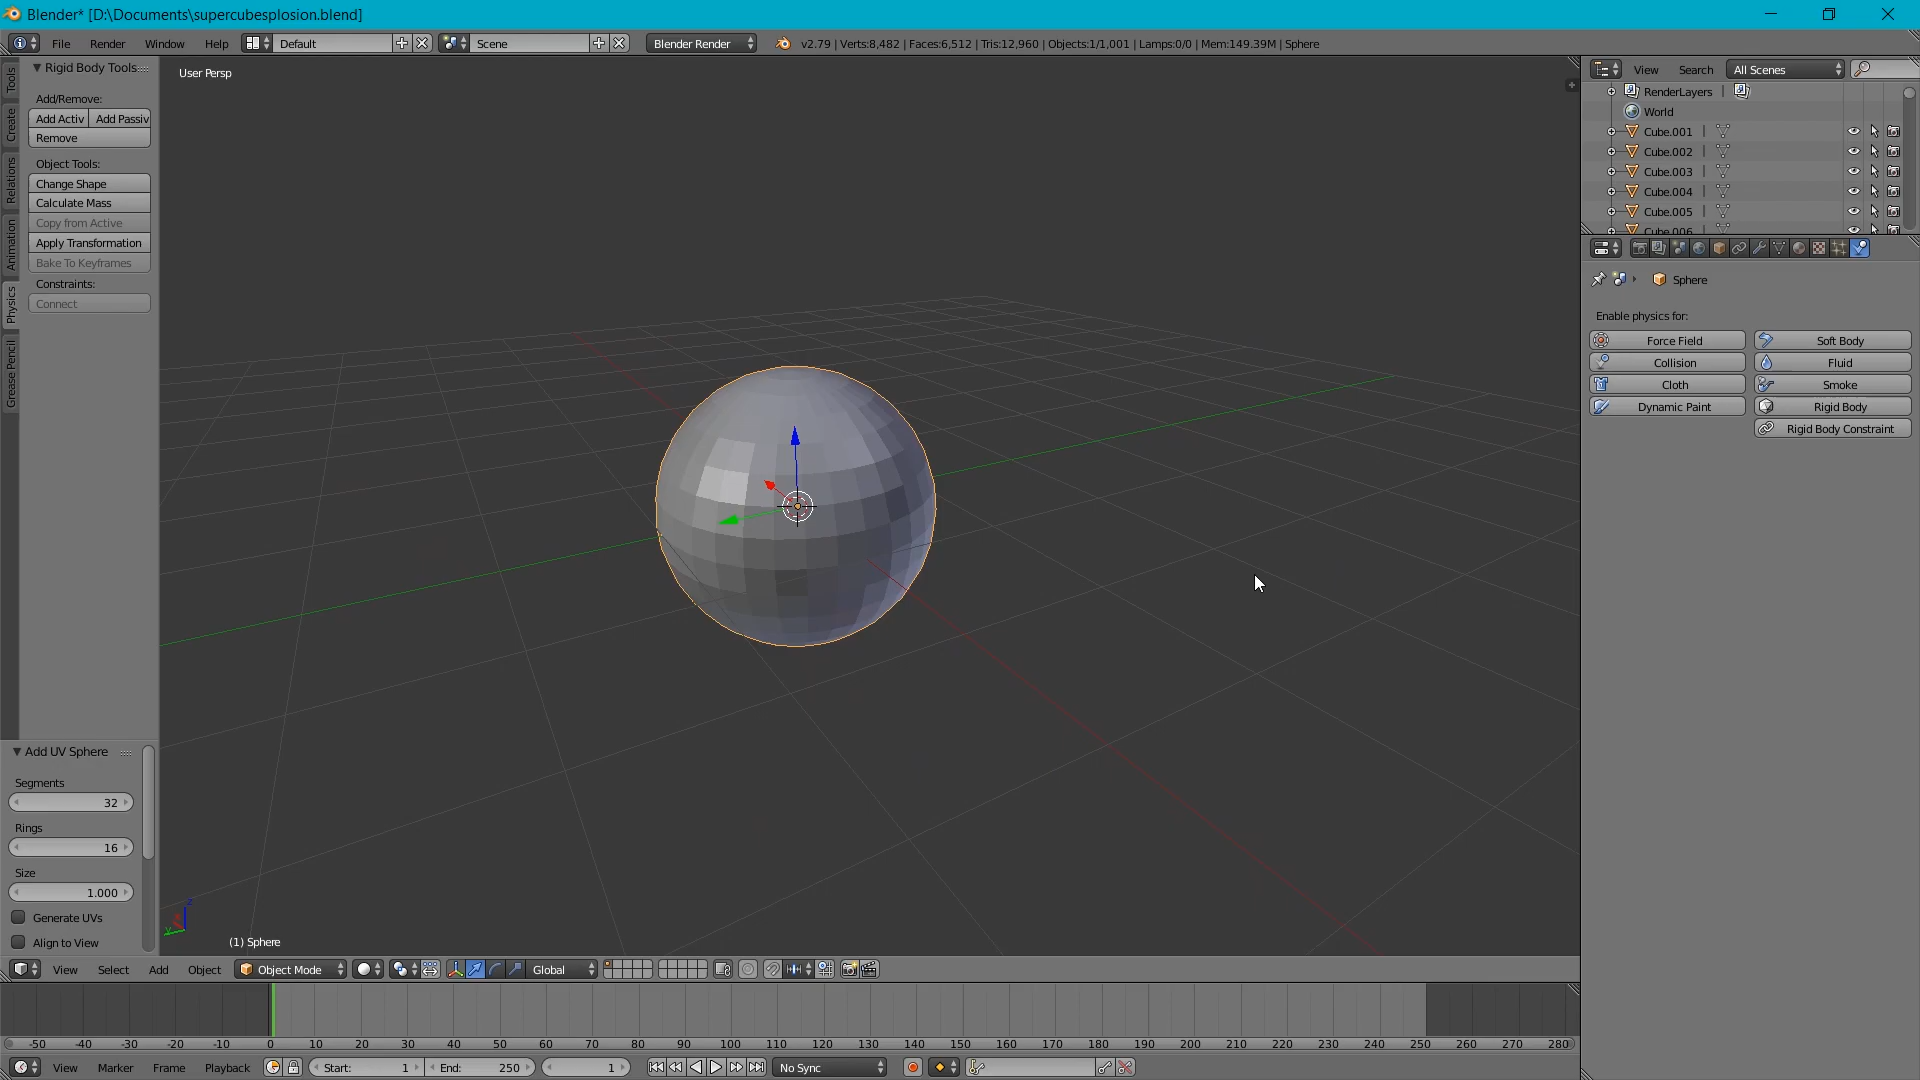 Blender* [D:\Documents\supercubesplosion.blend]
File Render Window Help Default Scene Blender Render v2.79 | Verts:8,482 | Faces:6,512 | Tris:12,960 | Objects:1/1,001 | Lamps:0/0 | Mem:149.39M | Sphere
Tools
Create
Relations
Animation
Physics
Grease Pencil
Rigid Body Tools
Add/Remove:
Add Activ Add Passiv
Remove
Object Tools:
Change Shape
Calculate Mass
Copy from Active
Apply Transformation
Bake To Keyframes
Constraints:
Connect
Add UV Sphere
Segments
32
Rings
16
Size
1.000
Generate UVs
Align to View
User Persp
(1) Sphere
View Select Add Object Object Mode Global
-50 -40 -30 -20 -10 0 10 20 30 40 50 60 70 80 90 100 110 120 130 140 150 160 170 180 190 200 210 220 230 240 250 260 270 280
View Marker Frame Playback Start: 1 End: 250 1 No Sync
View Search All Scenes
RenderLayers |
World
Cube.001 |
Cube.002 |
Cube.003 |
Cube.004 |
Cube.005 |
Cube.006
Sphere
Enable physics for:
Force Field Soft Body
Collision Fluid
Cloth Smoke
Dynamic Paint Rigid Body
Rigid Body Constraint